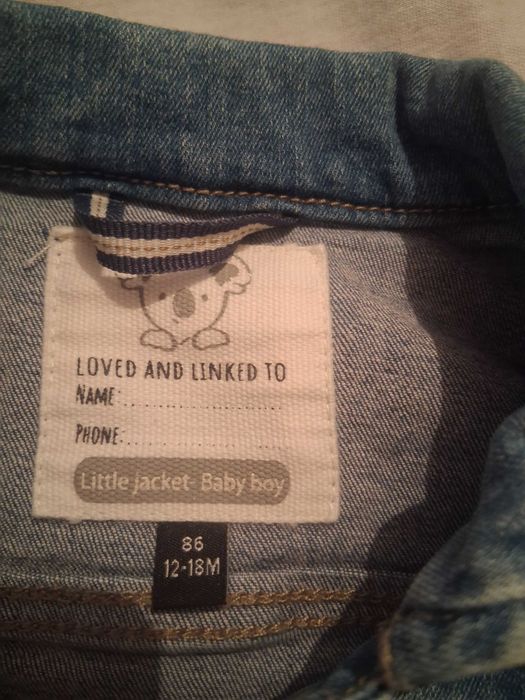 LOVED AND LINKED TO
NAME:
PHONE:
Little jacket- Baby boy
86
12-18M